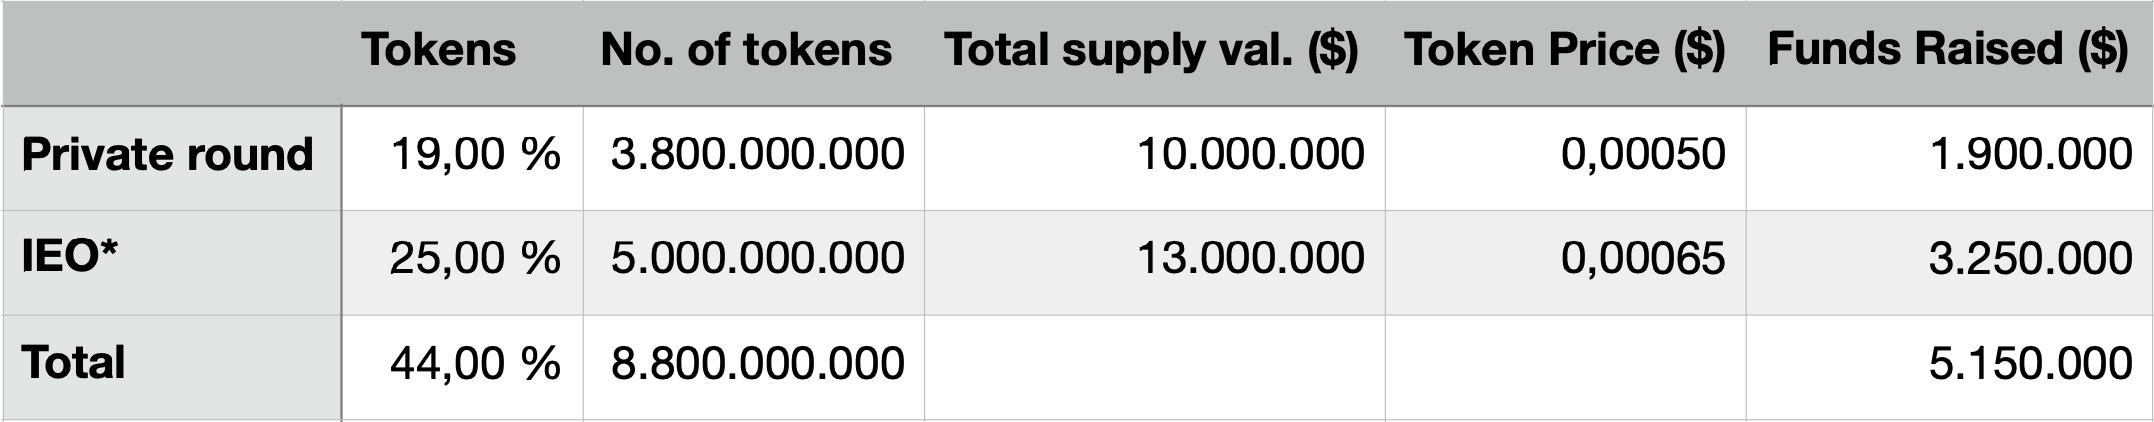 Tokens No. of tokens Total supply val. ($) Token Price ($) Funds Raised ($)
Private round 19,00 % 3.800.000.000 10.000.000 0,00050 1.900.000
IEO* 25,00 % 5.000.000.000 13.000.000 0,00065 3.250.000
Total 44,00 % 8.800.000.000 5.150.000